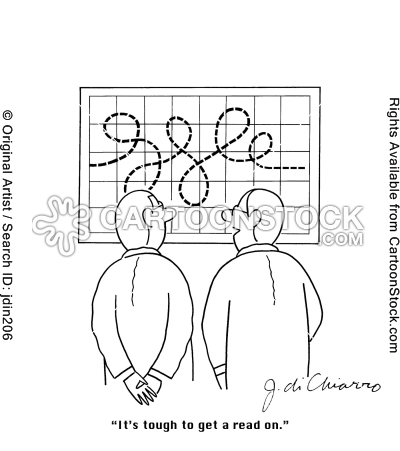 © Original Artist / Search ID: jdin206
Rights Available from CartoonStock.com
CARTOONSTOCK
.COM
J. di Chiarro
“It’s tough to get a read on.”